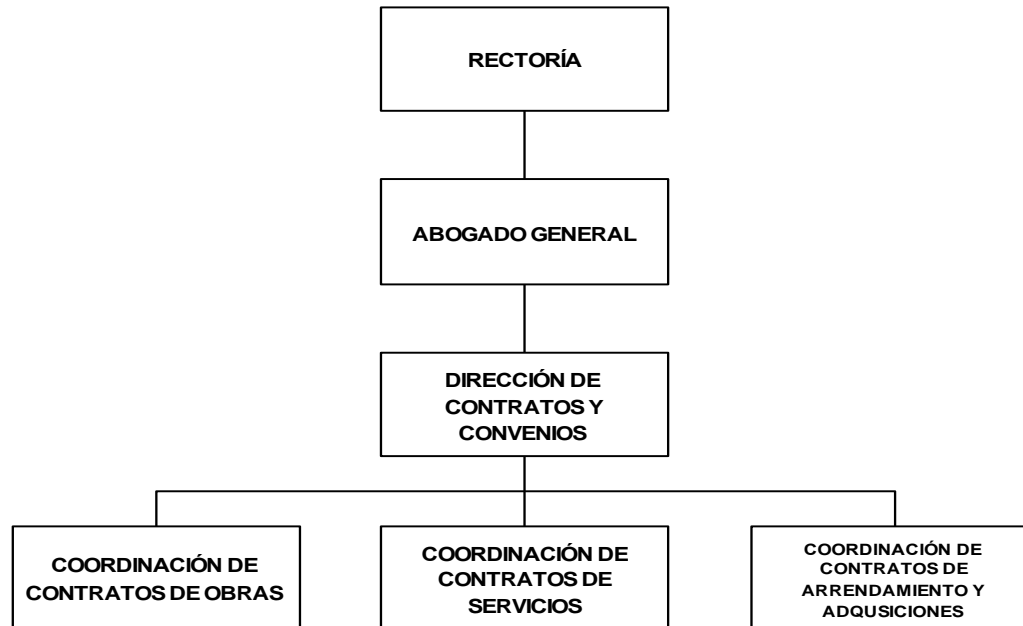 RECTORÍA
ABOGADO GENERAL
DIRECCIÓN DE
CONTRATOS Y
CONVENIOS
COORDINACIÓN DE
CONTRATOS DE OBRAS
COORDINACIÓN DE
CONTRATOS DE
SERVICIOS
COORDINACIÓN DE
CONTRATOS DE
ARRENDAMIENTO Y
ADQUSICIONES